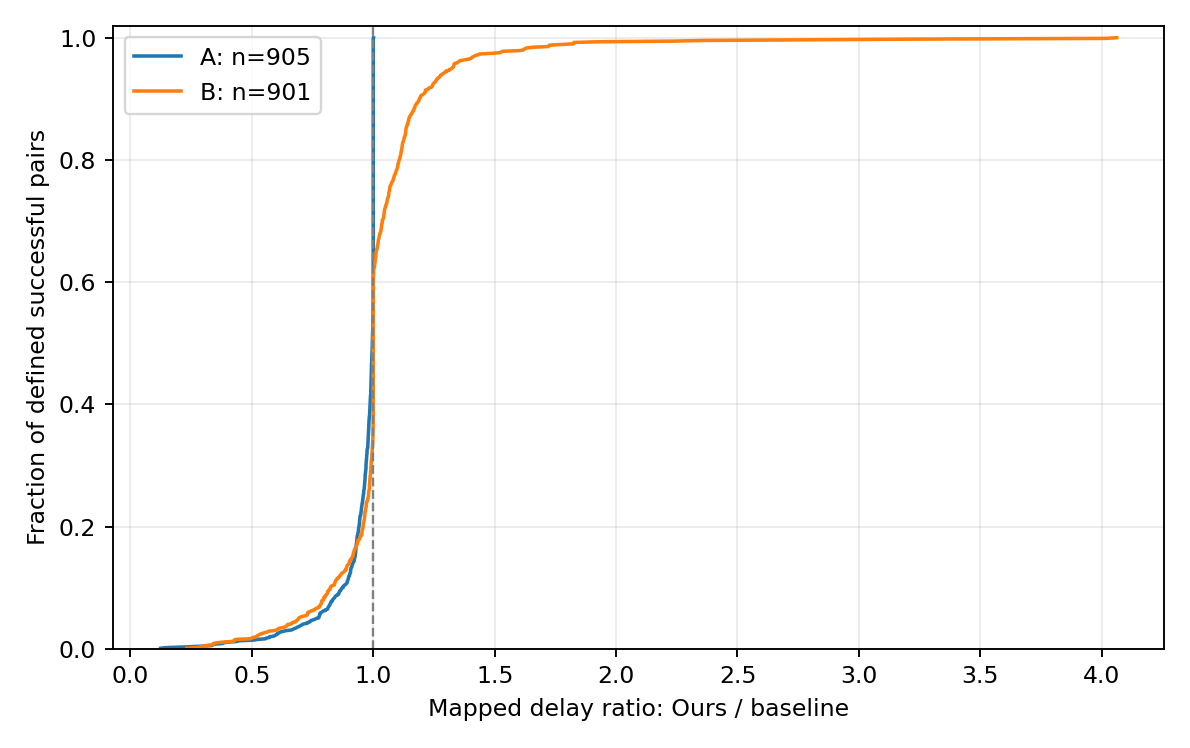 A: n=905
B: n=901
Fraction of defined successful pairs
1.0
0.8
0.6
0.4
0.2
0.0
0.0 0.5 1.0 1.5 2.0 2.5 3.0 3.5 4.0
Mapped delay ratio: Ours / baseline